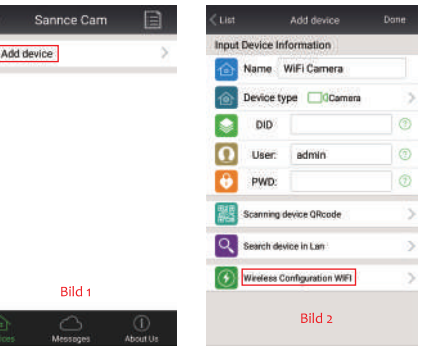 Sannce Cam
Add device
Bild 1
Messages
About Us
List
Add device
Done
Input Device Information
Name WiFi Camera
Device type Camera
DID
User: admin
PWD:
Scanning device QRcode
Search device in Lan
Wireless Configuration WIFI
Bild 2